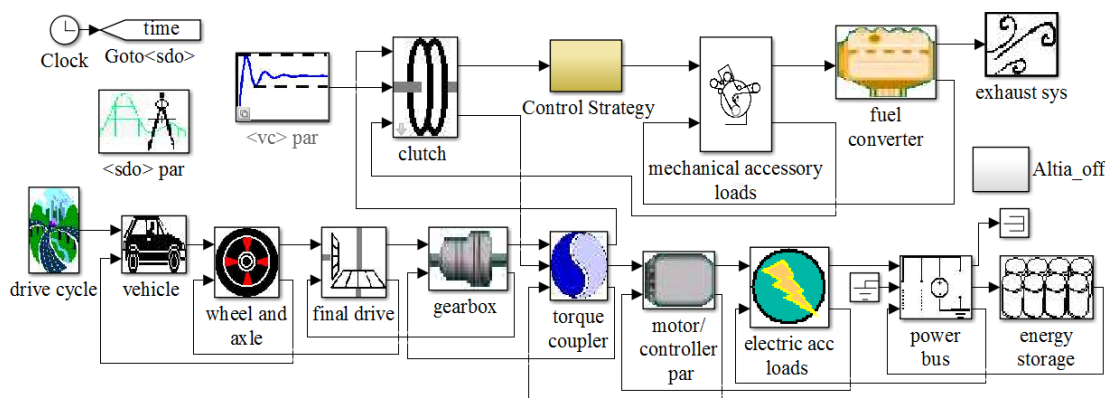 time
Clock
Goto<sdo>
<sdo> par
<vc> par
clutch
Control Strategy
mechanical accessory
loads
fuel
converter
exhaust sys
Altia_off
drive cycle
vehicle
wheel and
axle
final drive
gearbox
torque
coupler
motor/
controller
par
electric acc
loads
power
bus
energy
storage